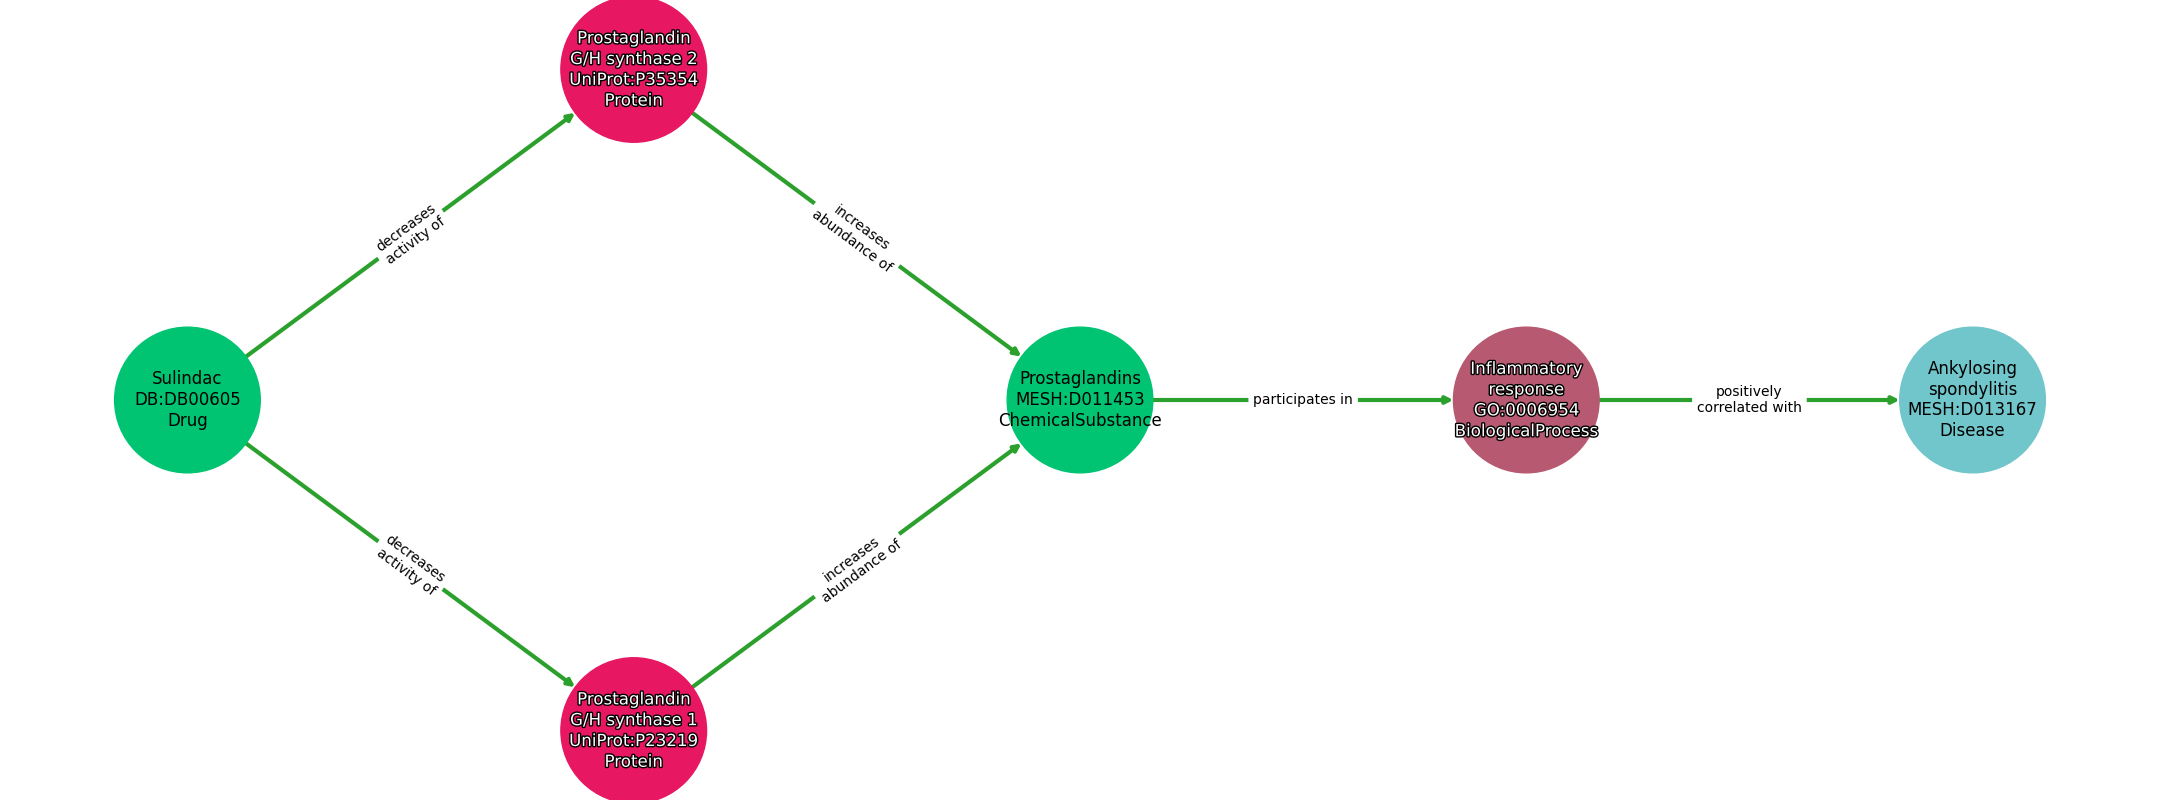 Prostaglandin
G/H synthase 2
UniProt:P35354
Protein
decreases
activity of
increases
abundance of
Sulindac
DB:DB00605
Drug
Prostaglandins
MESH:D011453
ChemicalSubstance
participates in
Inflammatory
response
GO:0006954
BiologicalProcess
positively
correlated with
Ankylosing
spondylitis
MESH:D013167
Disease
decreases
activity of
increases
abundance of
Prostaglandin
G/H synthase 1
UniProt:P23219
Protein